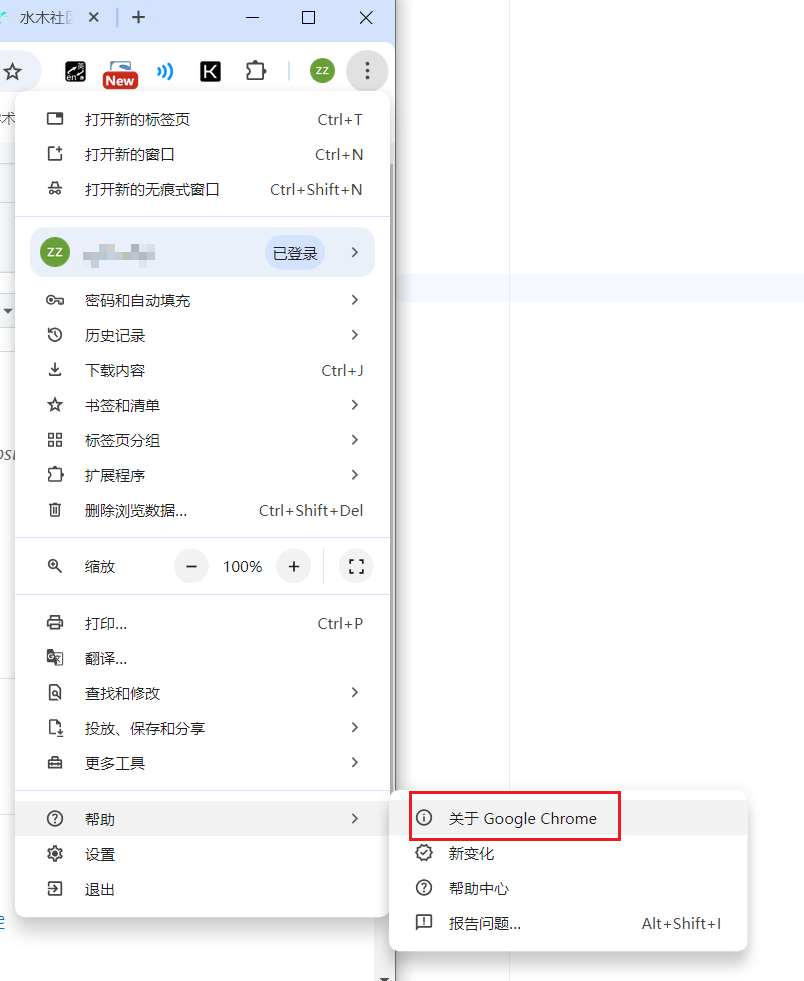 水木社
New
ZZ
打开新的标签页 Ctrl+T
打开新的窗口 Ctrl+N
打开新的无痕式窗口 Ctrl+Shift+N
ZZ 已登录
密码和自动填充
历史记录
下载内容 Ctrl+J
书签和清单
标签页分组
扩展程序
删除浏览数据... Ctrl+Shift+Del
缩放 − 100% +
打印... Ctrl+P
翻译...
查找和修改
投放、保存和分享
更多工具
帮助
设置
退出
关于 Google Chrome
新变化
帮助中心
报告问题... Alt+Shift+I